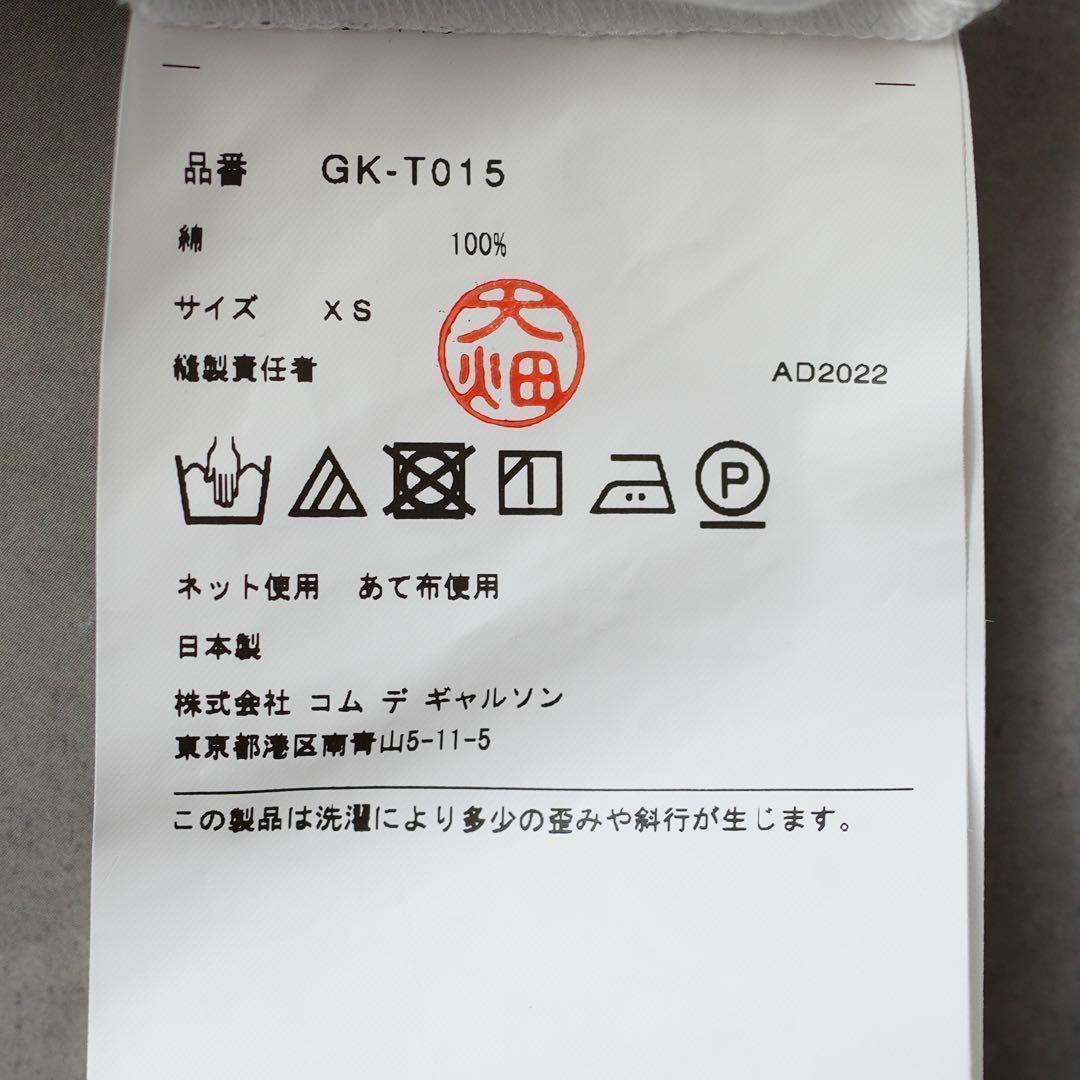 品番 GK-T015
綿 100%
サイズ XS
縫製責任者 大畑 AD2022
P
ネット使用 あて布使用
日本製
株式会社 コム デ ギャルソン
東京都港区南青山5-11-5
この製品は洗濯により多少の歪みや斜行が生じます。